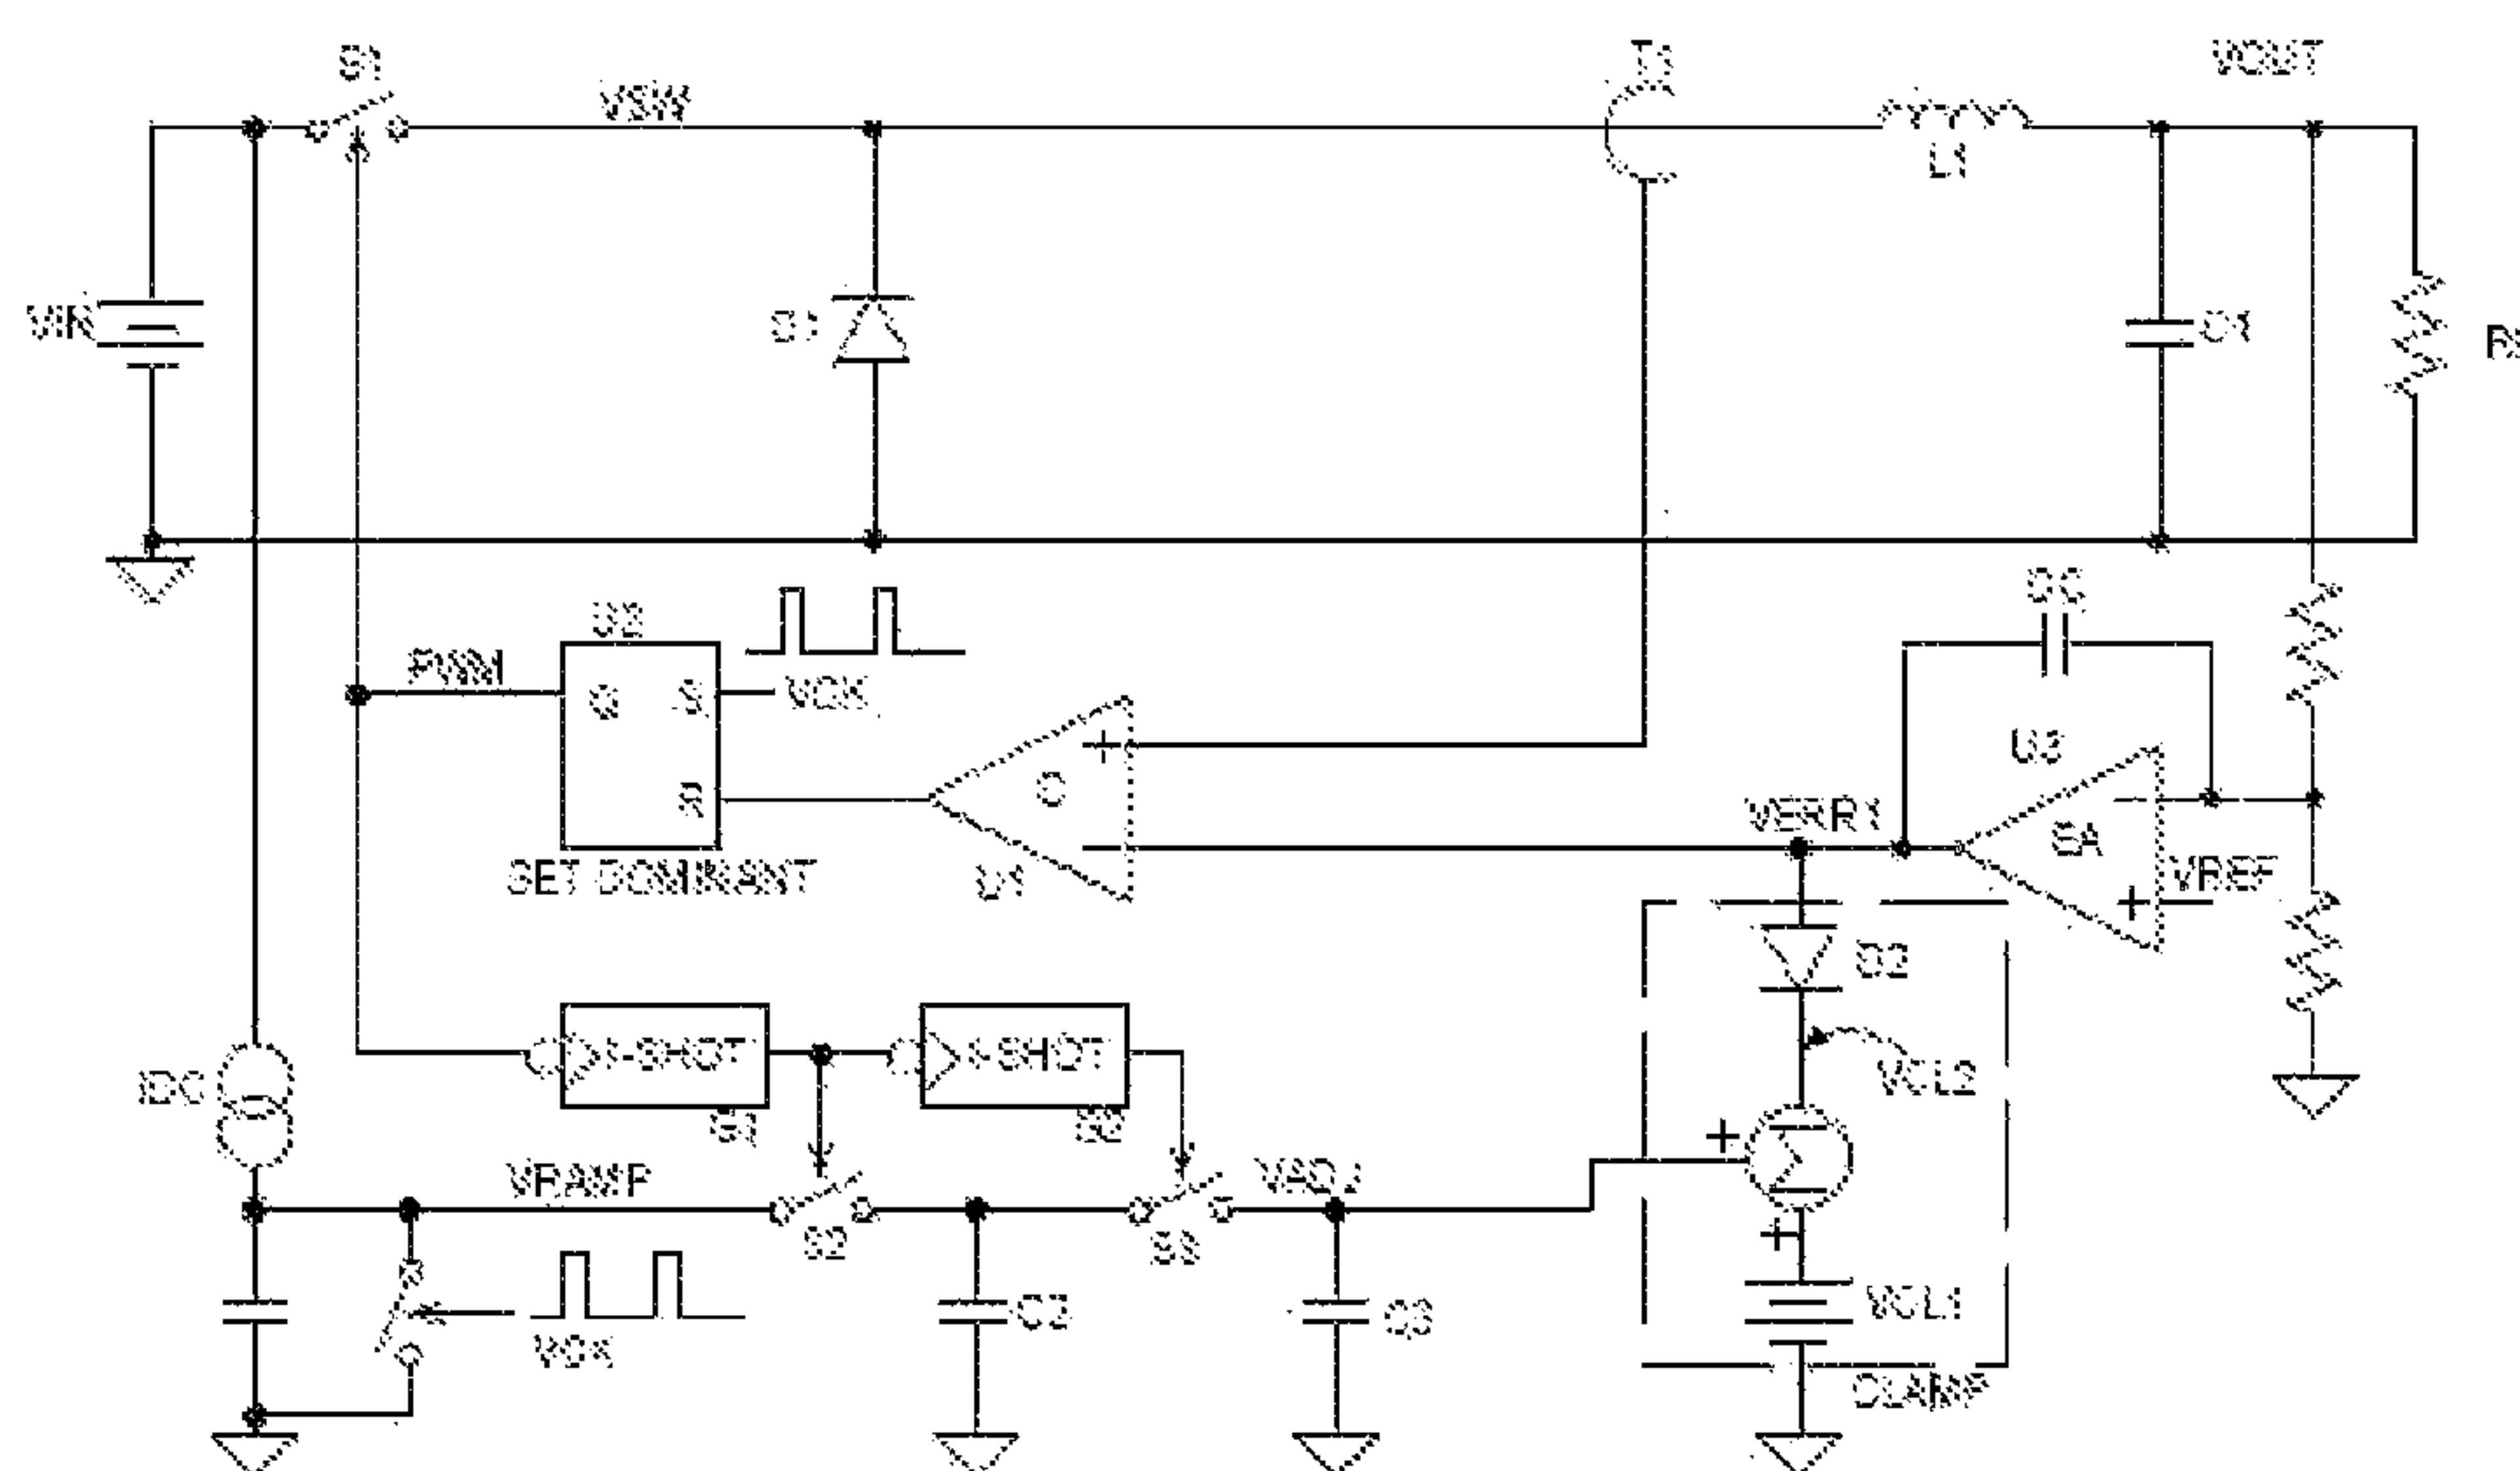 S1
VSW
VOUT
L1
VIN
D1
C1
U2
PWM
Q
S
VCK
R
C
U1
SET DOMINANT
U3
VERR1
EA
VREF
+
+
D2
1-SHOT
1-SHOT
VCL2
+
VRAMP
VADJ
S2
S3
+
C2
C3
VCK
VCL1
CLAMP